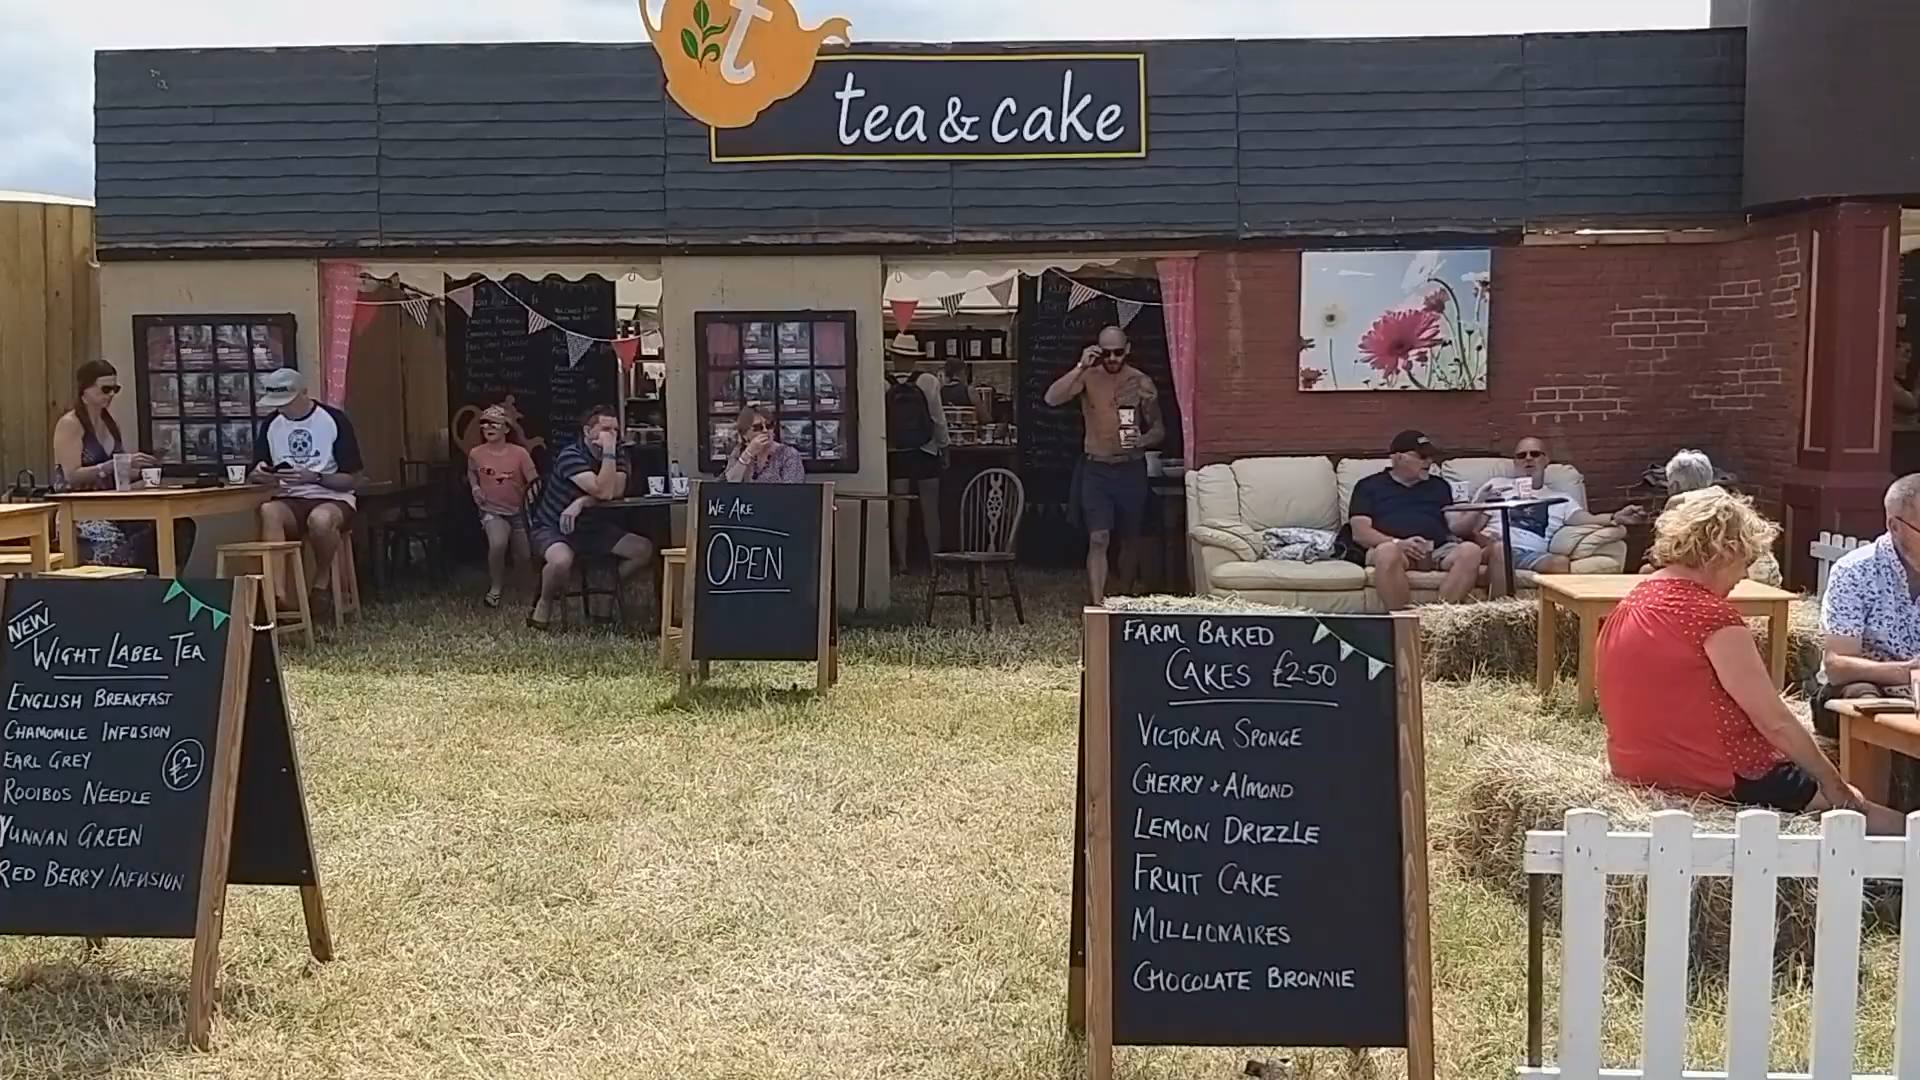 t
tea & cake
WE ARE
OPEN
NEW
WIGHT LABEL TEA
ENGLISH BREAKFAST
CHAMOMILE INFUSION
EARL GREY
£2
ROOIBOS NEEDLE
YUNNAN GREEN
RED BERRY INFUSION
FARM BAKED
CAKES £2.50
VICTORIA SPONGE
CHERRY + ALMOND
LEMON DRIZZLE
FRUIT CAKE
MILLIONAIRES
CHOCOLATE BROWNIE